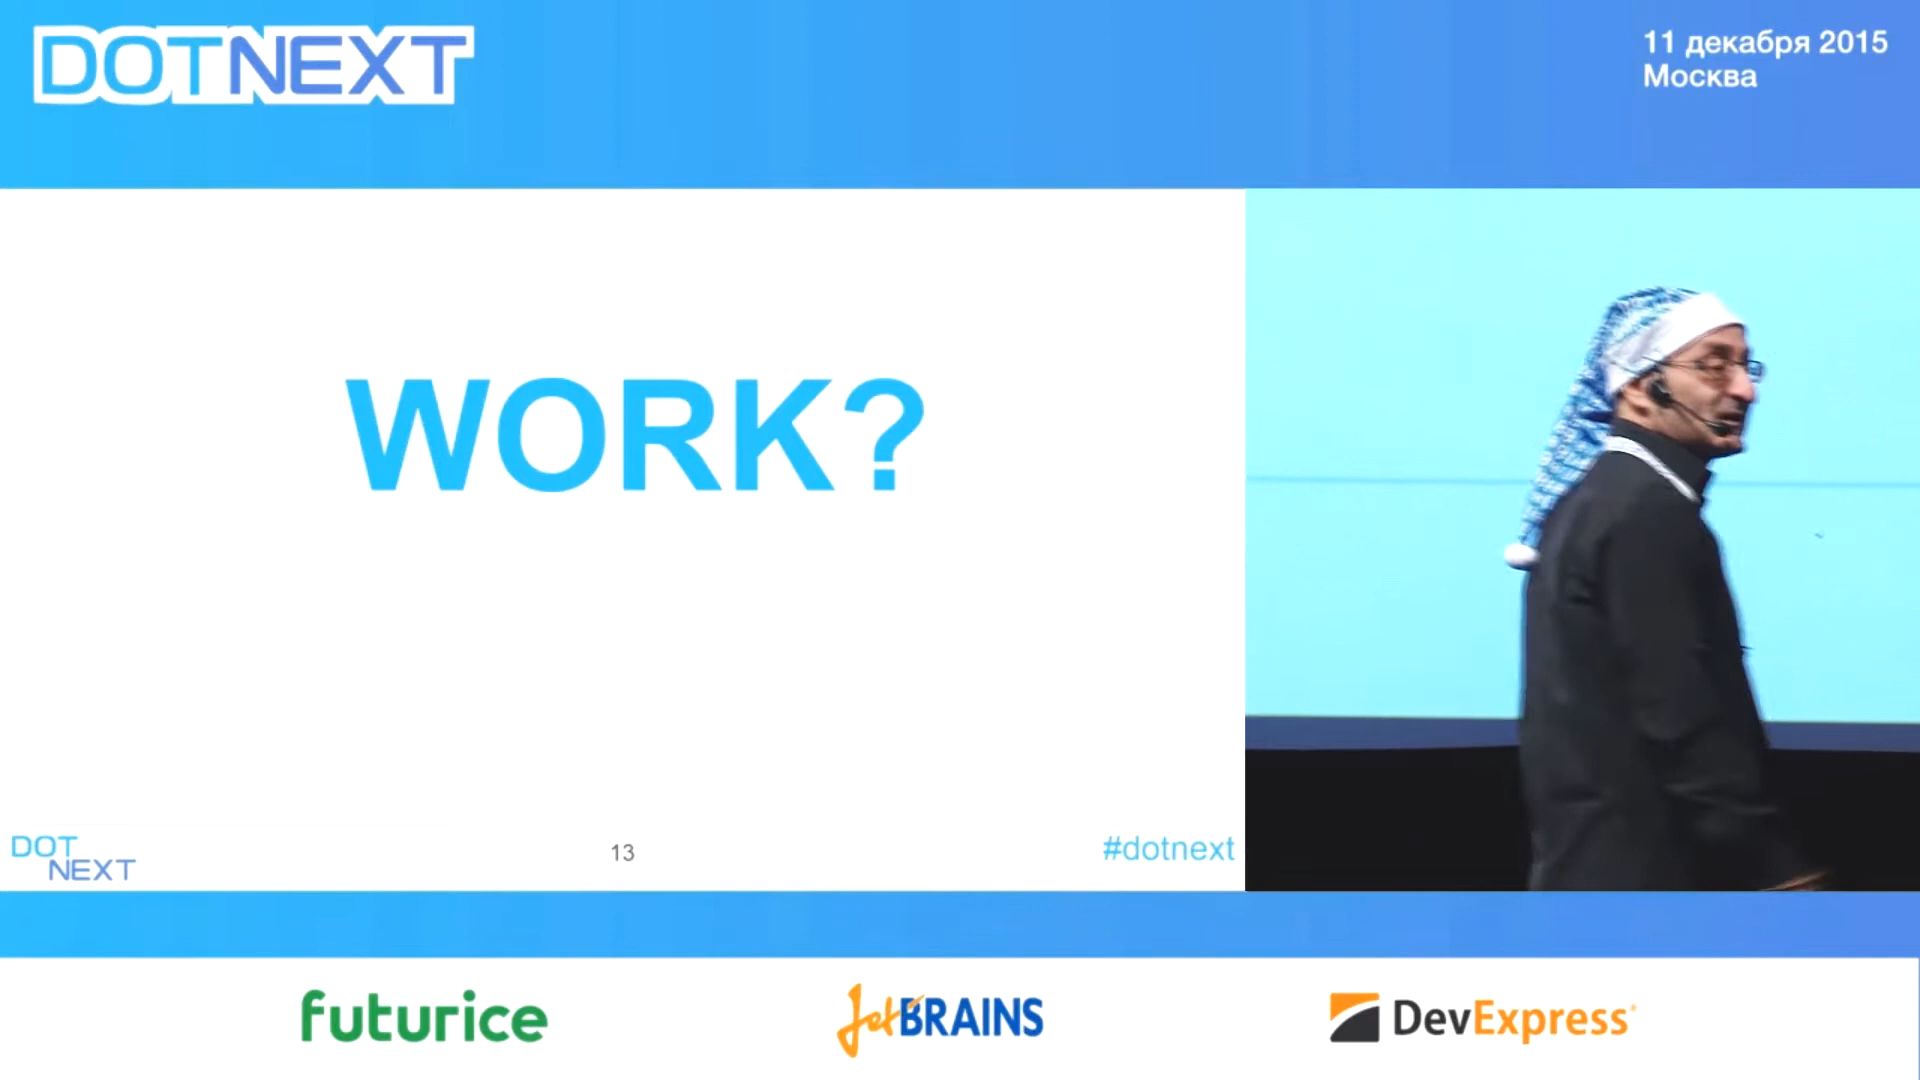 DOTNEXT
11 декабря 2015
Москва
WORK?
DOT
NEXT
13
#dotnext
futurice
JetBRAINS
DevExpress